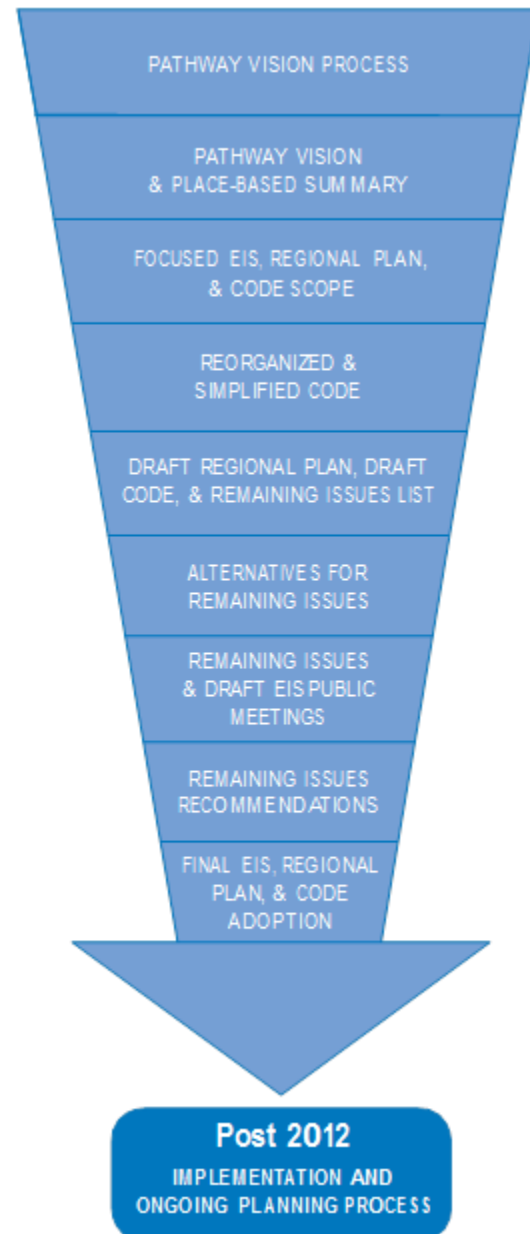 PATHWAY VISION PROCESS
PATHWAY VISION
& PLACE-BASED SUMMARY
FOCUSED EIS, REGIONAL PLAN,
& CODE SCOPE
REORGANIZED &
SIMPLIFIED CODE
DRAFT REGIONAL PLAN, DRAFT
CODE, & REMAINING ISSUES LIST
ALTERNATIVES FOR
REMAINING ISSUES
REMAINING ISSUES
& DRAFT EIS PUBLIC
MEETINGS
REMAINING ISSUES
RECOMMENDATIONS
FINAL EIS, REGIONAL
PLAN, & CODE
ADOPTION
Post 2012
IMPLEMENTATION AND
ONGOING PLANNING PROCESS